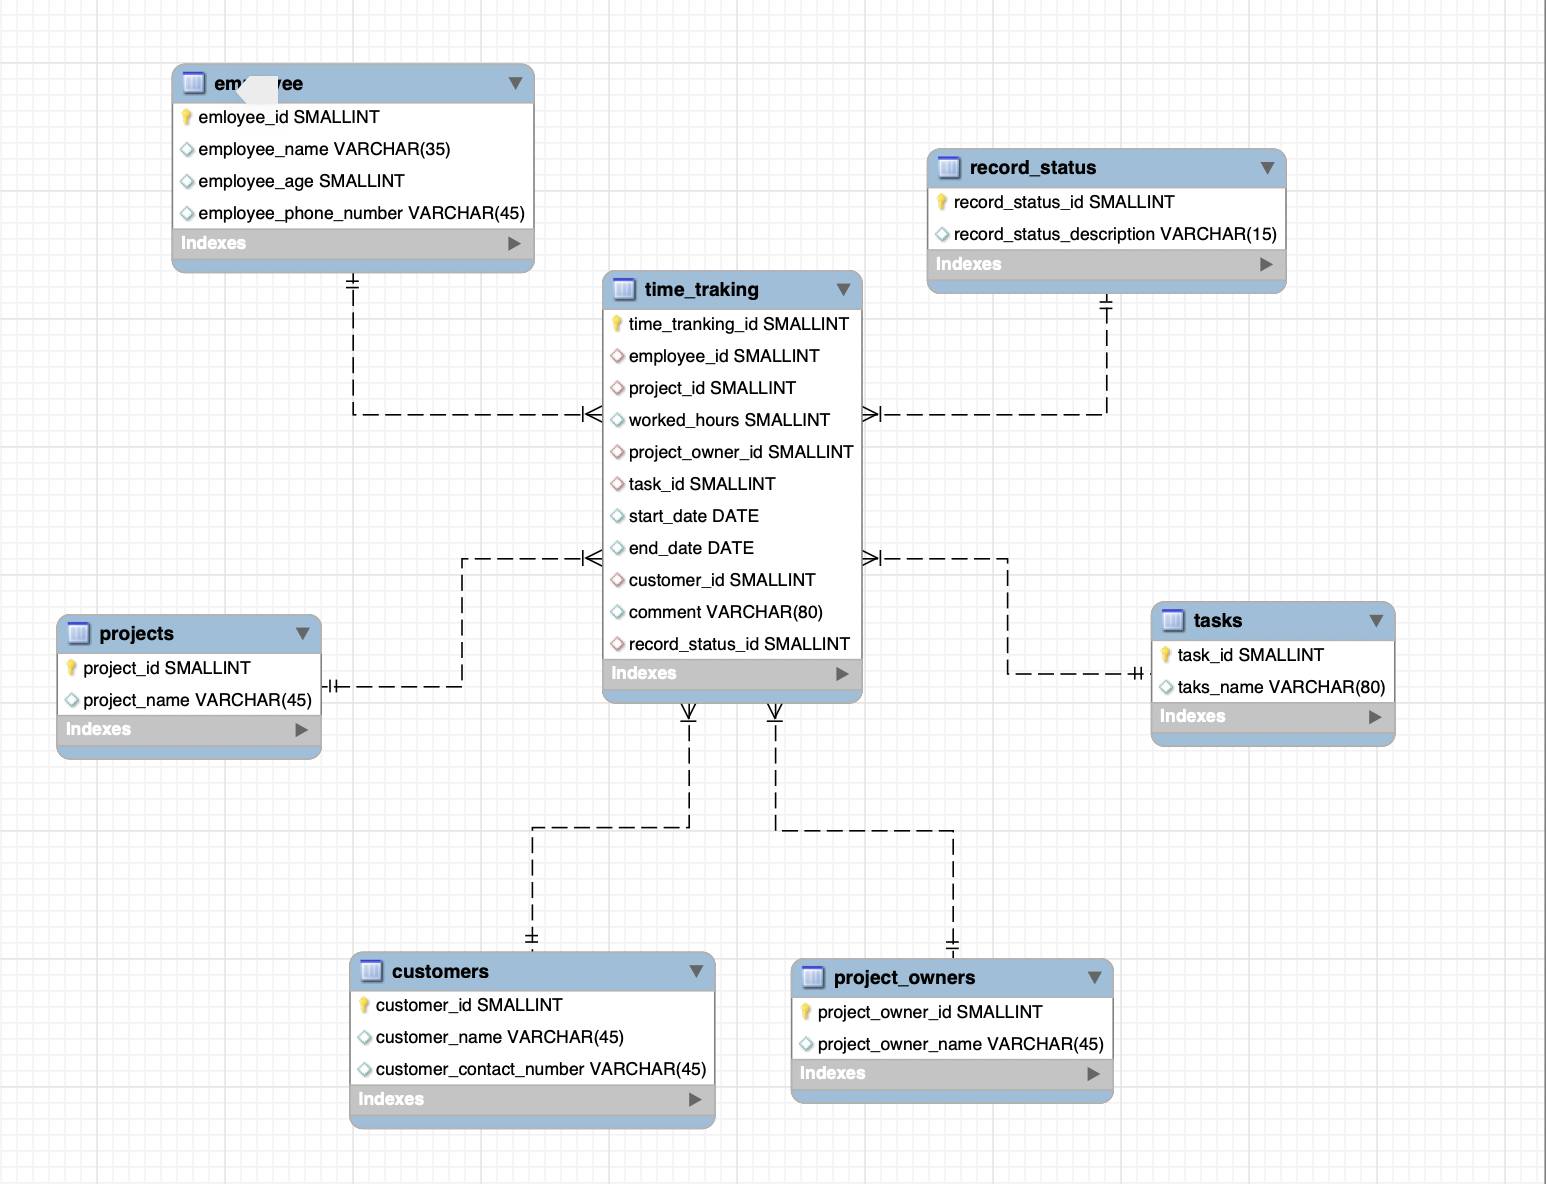 emloyee_id SMALLINT
employee_name VARCHAR(35)
employee_age SMALLINT
employee_phone_number VARCHAR(45)
Indexes
record_status
record_status_id SMALLINT
record_status_description VARCHAR(15)
Indexes
time_traking
time_tranking_id SMALLINT
employee_id SMALLINT
project_id SMALLINT
worked_hours SMALLINT
project_owner_id SMALLINT
task_id SMALLINT
start_date DATE
end_date DATE
customer_id SMALLINT
comment VARCHAR(80)
record_status_id SMALLINT
Indexes
projects
project_id SMALLINT
project_name VARCHAR(45)
Indexes
tasks
task_id SMALLINT
taks_name VARCHAR(80)
Indexes
customers
customer_id SMALLINT
customer_name VARCHAR(45)
customer_contact_number VARCHAR(45)
Indexes
project_owners
project_owner_id SMALLINT
project_owner_name VARCHAR(45)
Indexes